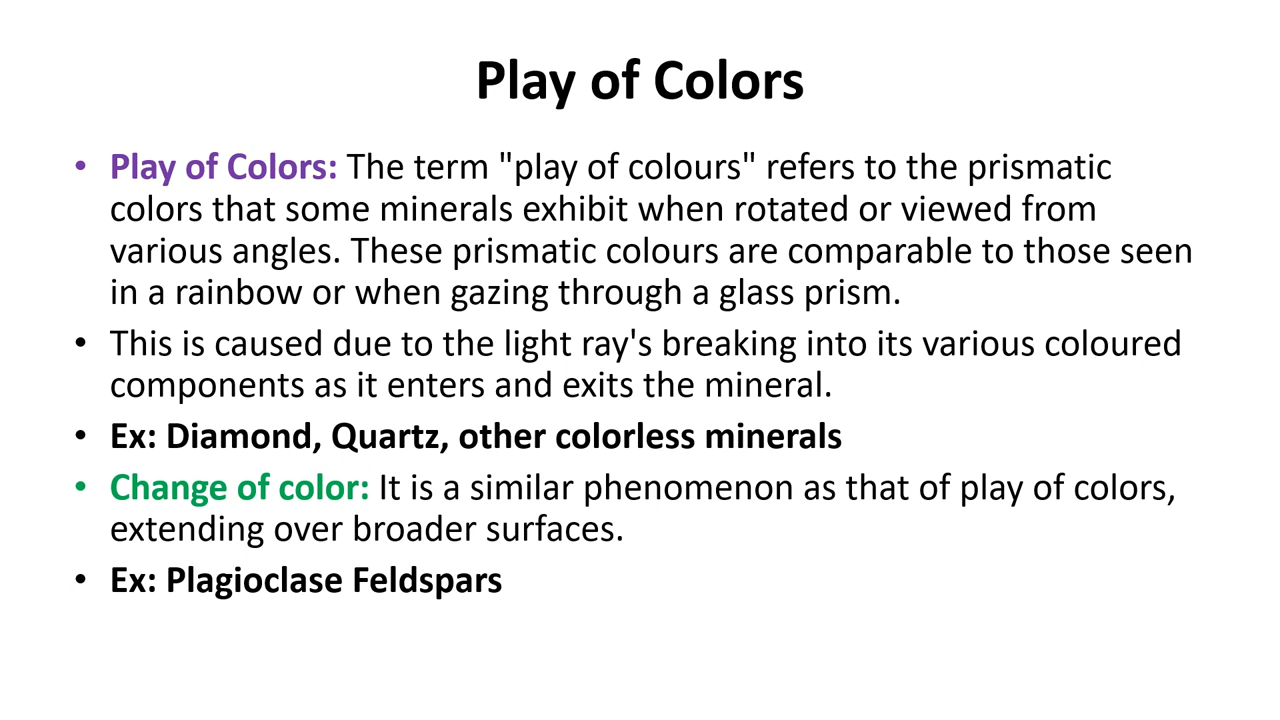 Play of Colors
• Play of Colors: The term "play of colours" refers to the prismatic
colors that some minerals exhibit when rotated or viewed from
various angles. These prismatic colours are comparable to those seen
in a rainbow or when gazing through a glass prism.
• This is caused due to the light ray's breaking into its various coloured
components as it enters and exits the mineral.
• Ex: Diamond, Quartz, other colorless minerals
• Change of color: It is a similar phenomenon as that of play of colors,
extending over broader surfaces.
• Ex: Plagioclase Feldspars